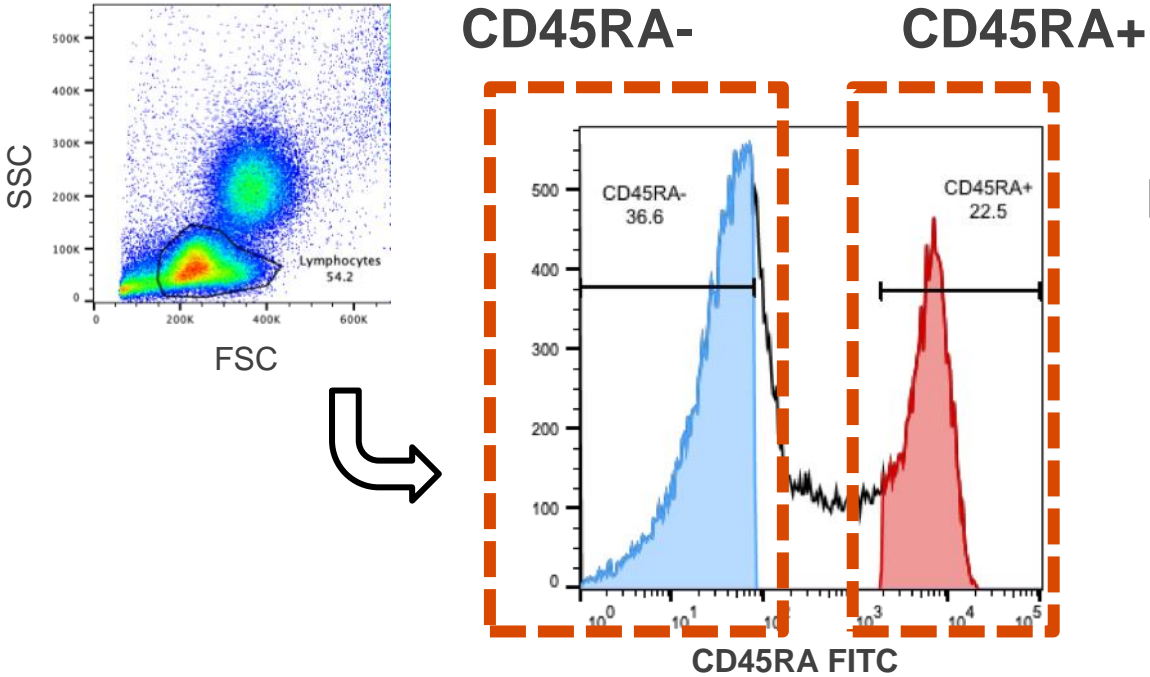 CD45RA-
CD45RA+
500K
400K
300K
200K
100K
0
SSC
Lymphocytes
54.2
0
200K
400K
600K
FSC
500
400
300
200
100
0
CD45RA-
36.6
CD45RA+
22.5
10^0
10^1
10^3
10^4
10^5
CD45RA FITC